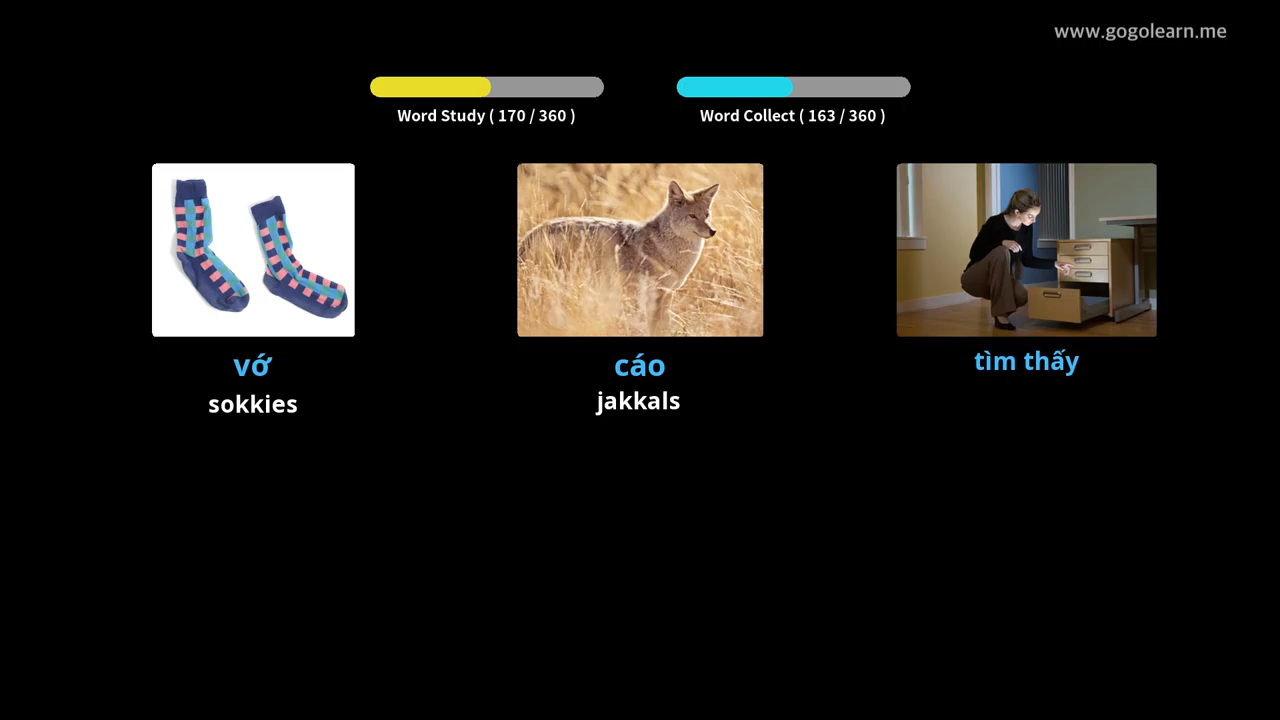 www.gogolearn.me
Word Study ( 170 / 360 )
Word Collect ( 163 / 360 )
vớ
cáo
tìm thấy
sokkies
jakkals